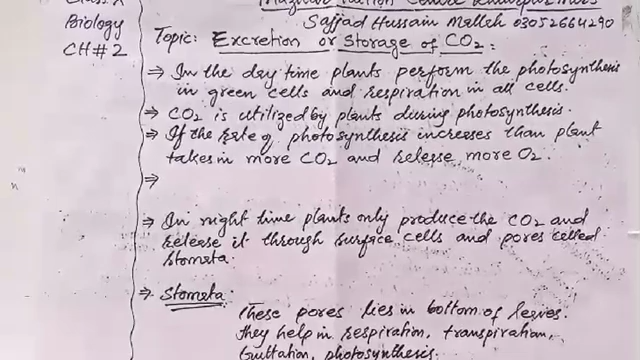 Biology
CH#2
Sajjad Hussain Malleh 03052664290
Topic: Excretion or Storage of CO2:
⇒ In the day time plants perform the photosynthesis
in green cells and respiration in all cells.
⇒ CO2 is utilized by plants during photosynthesis.
⇒ If the rate of photosynthesis increases than plant
takes in more CO2 and release more O2.
⇒
⇒ In night time plants only produce the CO2 and
release it through surface cells and pores called
Stomata
⇒ Stomata:
These pores lies in bottom of leaves.
They help in respiration, transpiration,
Guttation, photosynthesis.